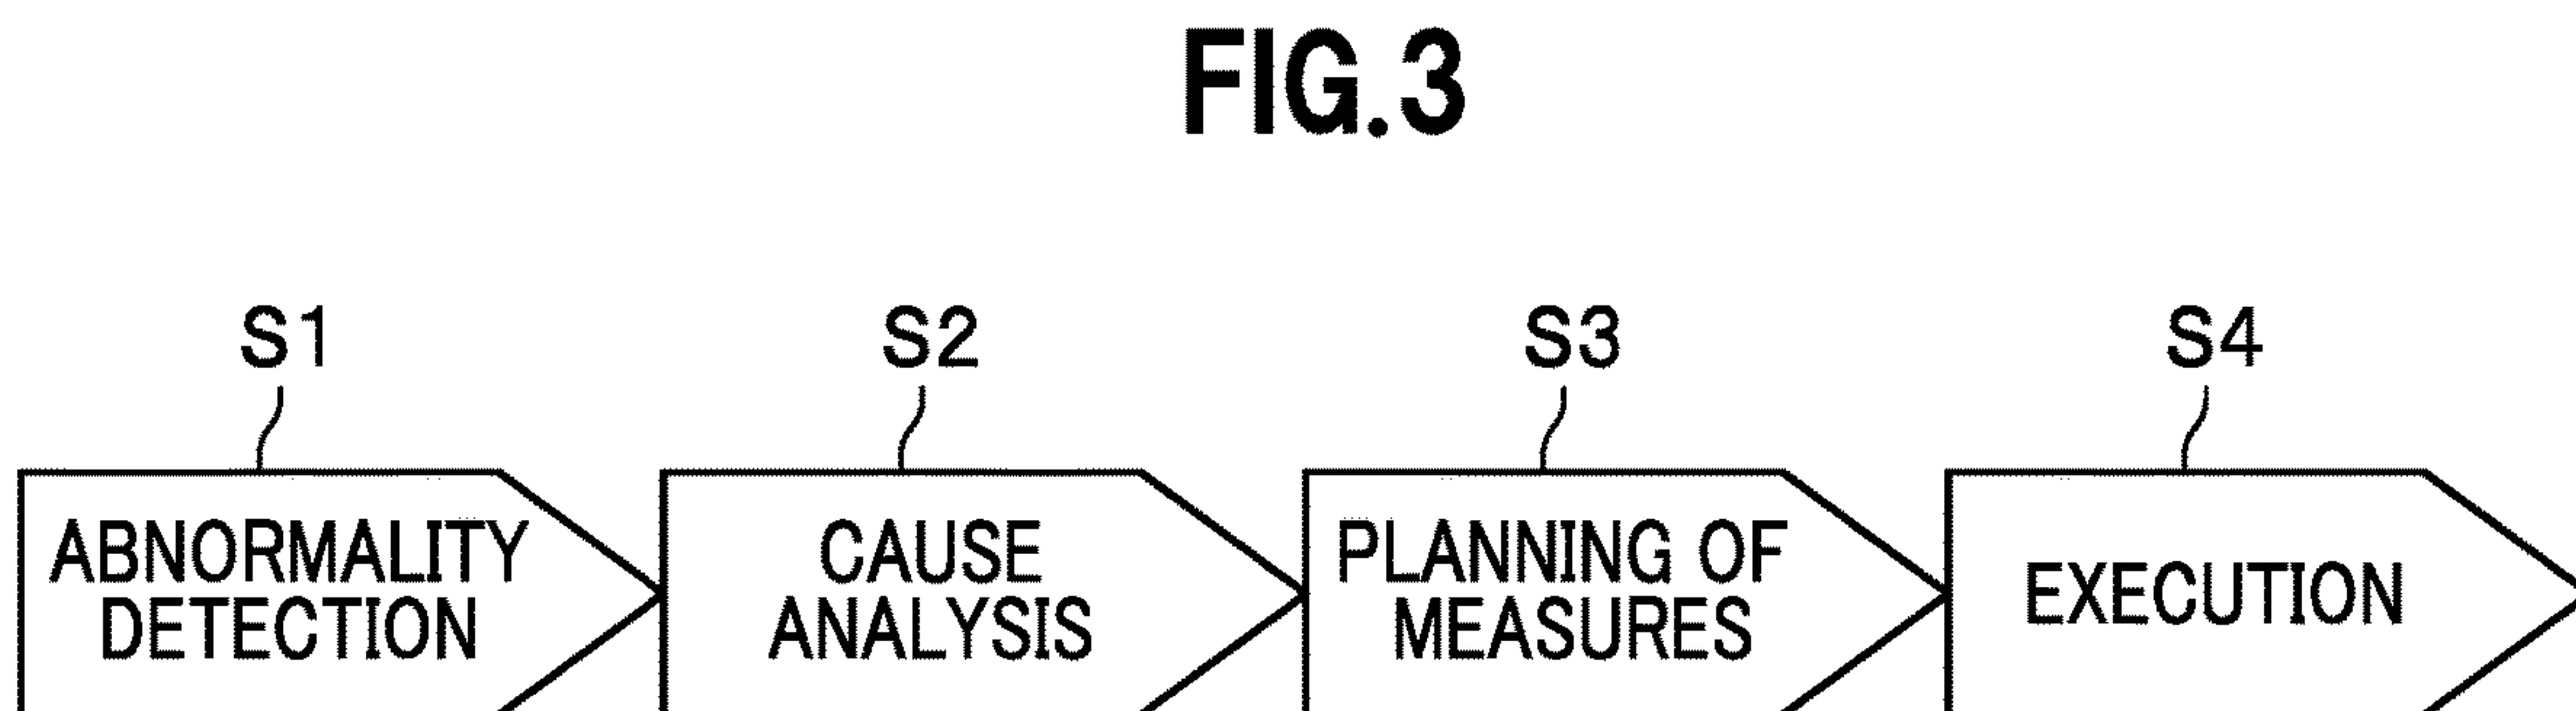 FIG.3
S1
S2
S3
S4
ABNORMALITY
DETECTION
CAUSE
ANALYSIS
PLANNING OF
MEASURES
EXECUTION